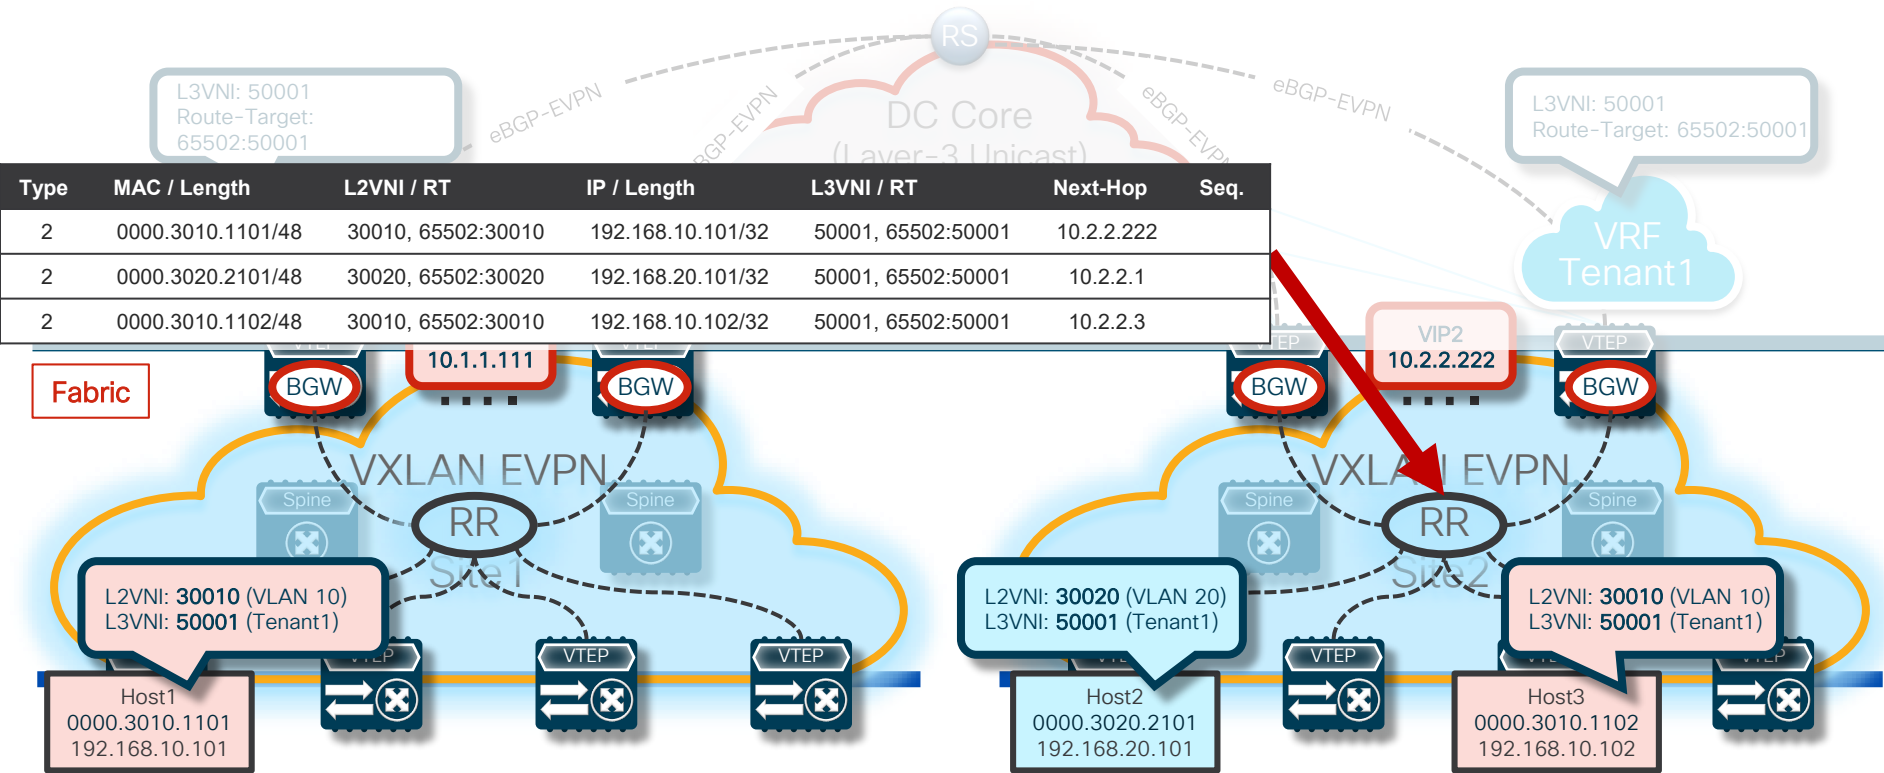 RS
L3VNI: 50001
Route-Target:
65502:50001
eBGP-EVPN
BGP-EVPN
eBGP-EVPN
eBGP-EVPN
DC Core
(Layer-3 Unicast)
L3VNI: 50001
Route-Target: 65502:50001
VRF
Tenant1
Type MAC / Length L2VNI / RT IP / Length L3VNI / RT Next-Hop Seq.
2 0000.3010.1101/48 30010, 65502:30010 192.168.10.101/32 50001, 65502:50001 10.2.2.222
2 0000.3020.2101/48 30020, 65502:30020 192.168.20.101/32 50001, 65502:50001 10.2.2.1
2 0000.3010.1102/48 30010, 65502:30010 192.168.10.102/32 50001, 65502:50001 10.2.2.3
VTEP
BGW
10.1.1.111
VTEP
BGW
VTEP
BGW
VIP2
10.2.2.222
VTEP
BGW
Fabric
VXLAN EVPN
Spine
RR
Spine
Site1
VXLAN EVPN
Spine
RR
Spine
Site2
L2VNI: 30010 (VLAN 10)
L3VNI: 50001 (Tenant1)
L2VNI: 30020 (VLAN 20)
L3VNI: 50001 (Tenant1)
L2VNI: 30010 (VLAN 10)
L3VNI: 50001 (Tenant1)
VTEP
VTEP
VTEP
VTEP
VTEP
Host1
0000.3010.1101
192.168.10.101
Host2
0000.3020.2101
192.168.20.101
Host3
0000.3010.1102
192.168.10.102